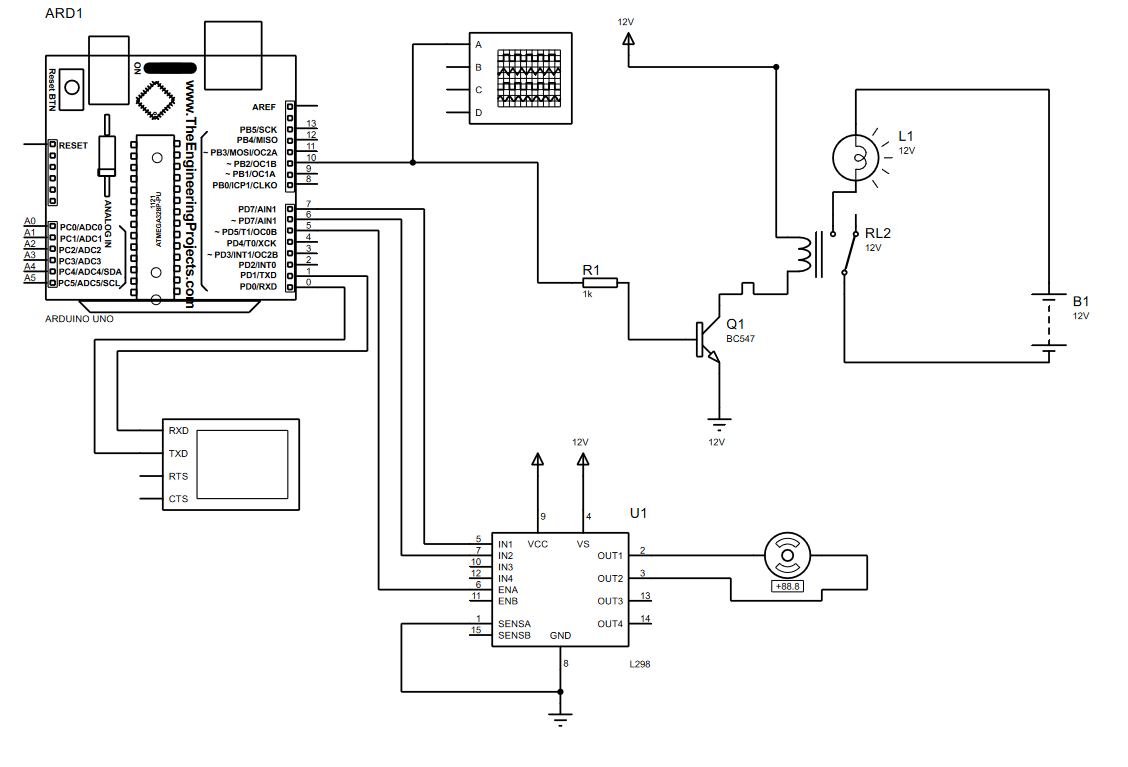 ARD1
Reset BTN
ON
www.TheEngineeringProjects.com
RESET
ANALOG IN
ATMEGA328P-PU
1211
AREF
PB5/SCK 13
PB4/MISO 12
~ PB3/MOSI/OC2A 11
~ PB2/OC1B 10
~ PB1/OC1A 9
PB0/ICP1/CLKO 8
PD7/AIN1 7
~ PD7/AIN1 6
~ PD5/T1/OC0B 5
PD4/T0/XCK 4
~ PD3/INT1/OC2B 3
PD2/INT0 2
PD1/TXD 1
PD0/RXD 0
A0 PC0/ADC0
A1 PC1/ADC1
A2 PC2/ADC2
A3 PC3/ADC3
A4 PC4/ADC4/SDA
A5 PC5/ADC5/SCL
ARDUINO UNO
A
B
C
D
12V
L1
12V
RL2
12V
B1
12V
R1
1k
Q1
BC547
12V
RXD
TXD
RTS
CTS
12V
9
4
U1
5 IN1
7 IN2
10 IN3
12 IN4
6 ENA
11 ENB
1 SENSA
15 SENSB
VCC
VS
OUT1 2
OUT2 3
OUT3 13
OUT4 14
GND
8
L298
+88.8